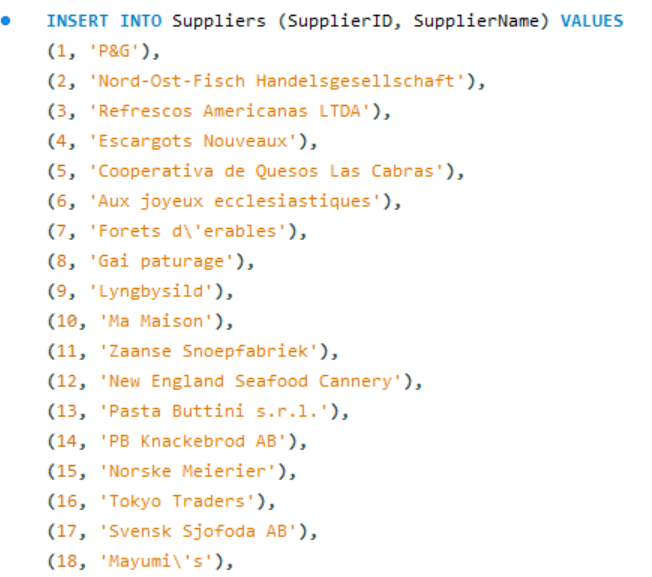 INSERT INTO Suppliers (SupplierID, SupplierName) VALUES
(1, 'P&G'),
(2, 'Nord-Ost-Fisch Handelsgesellschaft'),
(3, 'Refrescos Americanas LTDA'),
(4, 'Escargots Nouveaux'),
(5, 'Cooperativa de Quesos Las Cabras'),
(6, 'Aux joyeux ecclesiastiques'),
(7, 'Forets d\'erables'),
(8, 'Gai paturage'),
(9, 'Lyngbysild'),
(10, 'Ma Maison'),
(11, 'Zaanse Snoepfabriek'),
(12, 'New England Seafood Cannery'),
(13, 'Pasta Buttini s.r.l.'),
(14, 'PB Knackebrod AB'),
(15, 'Norske Meierier'),
(16, 'Tokyo Traders'),
(17, 'Svensk Sjofoda AB'),
(18, 'Mayumi\'s'),